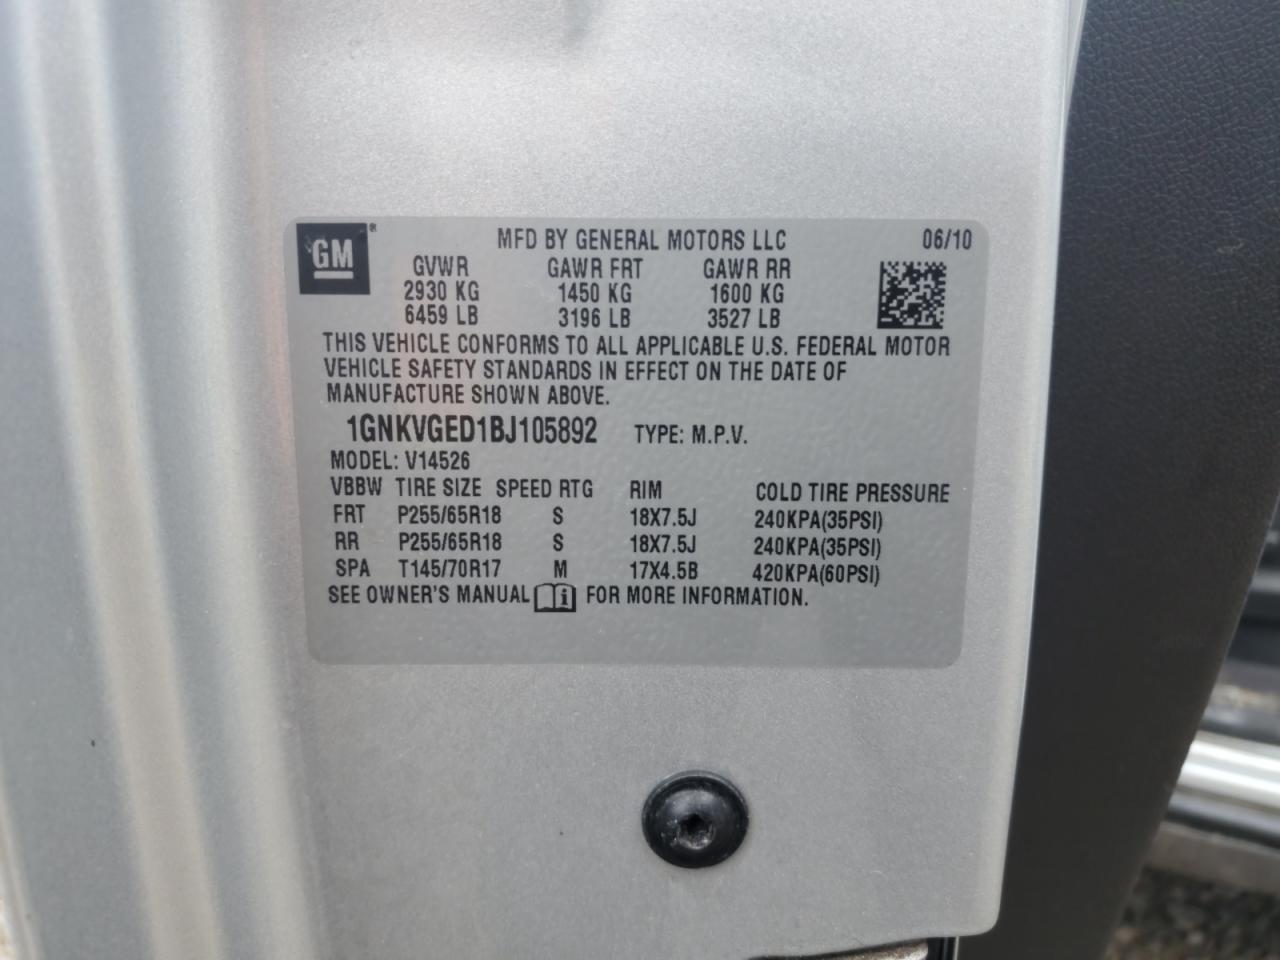 GM ®
MFD BY GENERAL MOTORS LLC 06/10
GVWR GAWR FRT GAWR RR
2930 KG 1450 KG 1600 KG
6459 LB 3196 LB 3527 LB
THIS VEHICLE CONFORMS TO ALL APPLICABLE U.S. FEDERAL MOTOR
VEHICLE SAFETY STANDARDS IN EFFECT ON THE DATE OF
MANUFACTURE SHOWN ABOVE.
1GNKVGED1BJ105892 TYPE: M.P.V.
MODEL: V14526
VBBW TIRE SIZE SPEED RTG RIM COLD TIRE PRESSURE
FRT P255/65R18 S 18X7.5J 240KPA(35PSI)
RR P255/65R18 S 18X7.5J 240KPA(35PSI)
SPA T145/70R17 M 17X4.5B 420KPA(60PSI)
SEE OWNER'S MANUAL i FOR MORE INFORMATION.